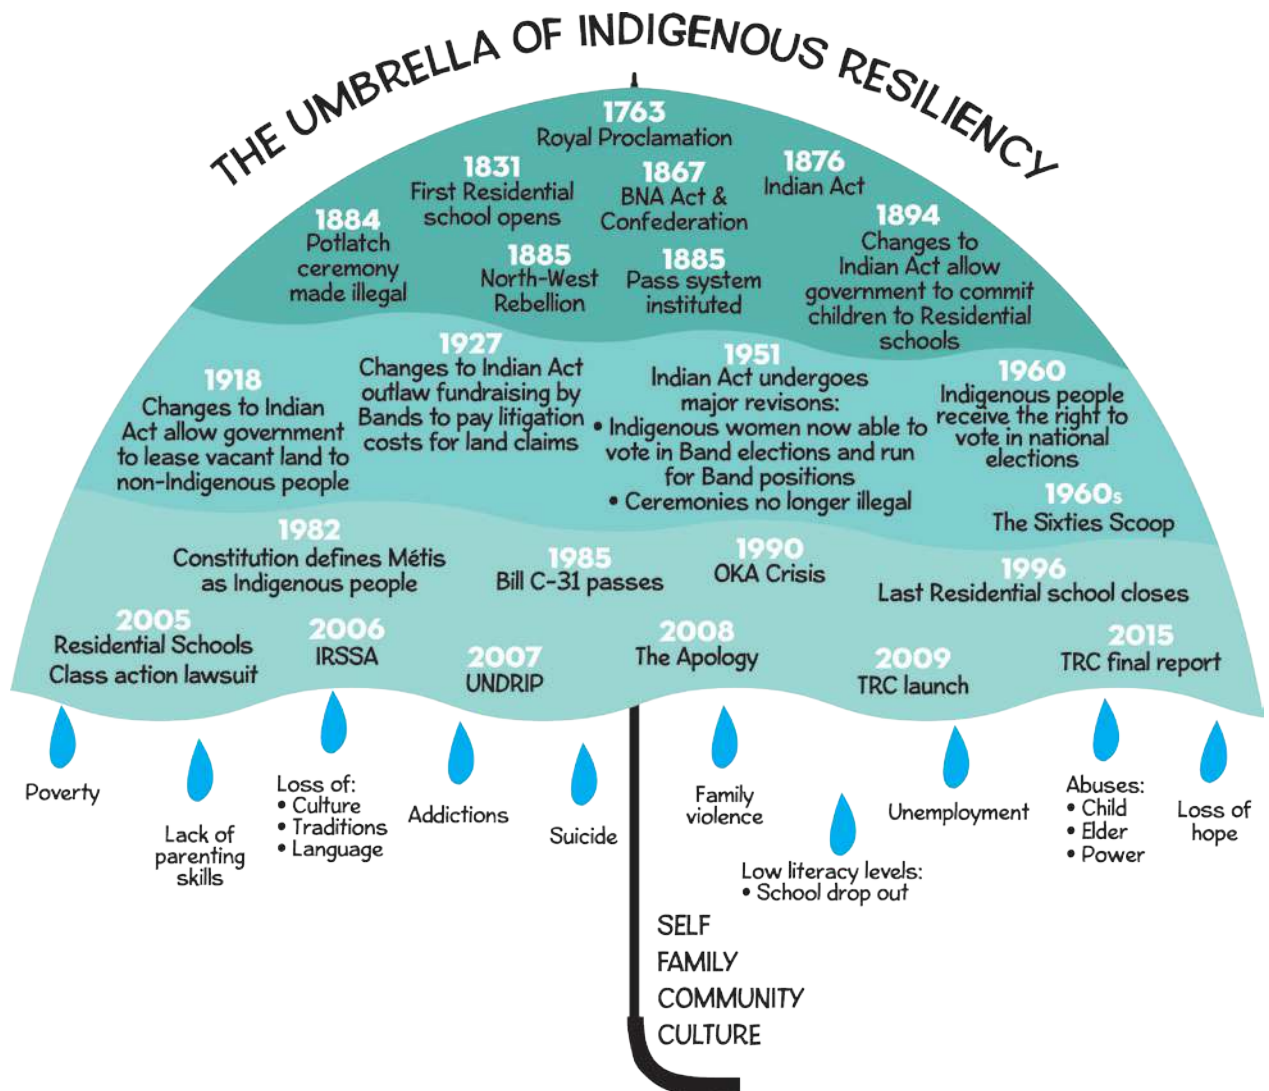 THE UMBRELLA OF INDIGENOUS RESILIENCY
1763
Royal Proclamation
1831
First Residential
school opens
1867
BNA Act &
Confederation
1876
Indian Act
1884
Potlatch
ceremony
made illegal
1885
North-West
Rebellion
1885
Pass system
instituted
1894
Changes to
Indian Act allow
government to commit
children to Residential
schools
1918
Changes to Indian
Act allow government
to lease vacant land to
non-Indigenous people
1927
Changes to Indian Act
outlaw fundraising by
Bands to pay litigation
costs for land claims
1951
Indian Act undergoes
major revisons:
• Indigenous women now able to
vote in Band elections and run
for Band positions
• Ceremonies no longer illegal
1960
Indigenous people
receive the right to
vote in national
elections
1960s
The Sixties Scoop
1982
Constitution defines Métis
as Indigenous people
1985
Bill C-31 passes
1990
OKA Crisis
1996
Last Residential school closes
2005
Residential Schools
Class action lawsuit
2006
IRSSA
2007
UNDRIP
2008
The Apology
2009
TRC launch
2015
TRC final report
Poverty
Lack of
parenting
skills
Loss of:
• Culture
• Traditions
• Language
Addictions
Suicide
Family
violence
Low literacy levels:
• School drop out
Unemployment
Abuses:
• Child
• Elder
• Power
Loss of
hope
SELF
FAMILY
COMMUNITY
CULTURE